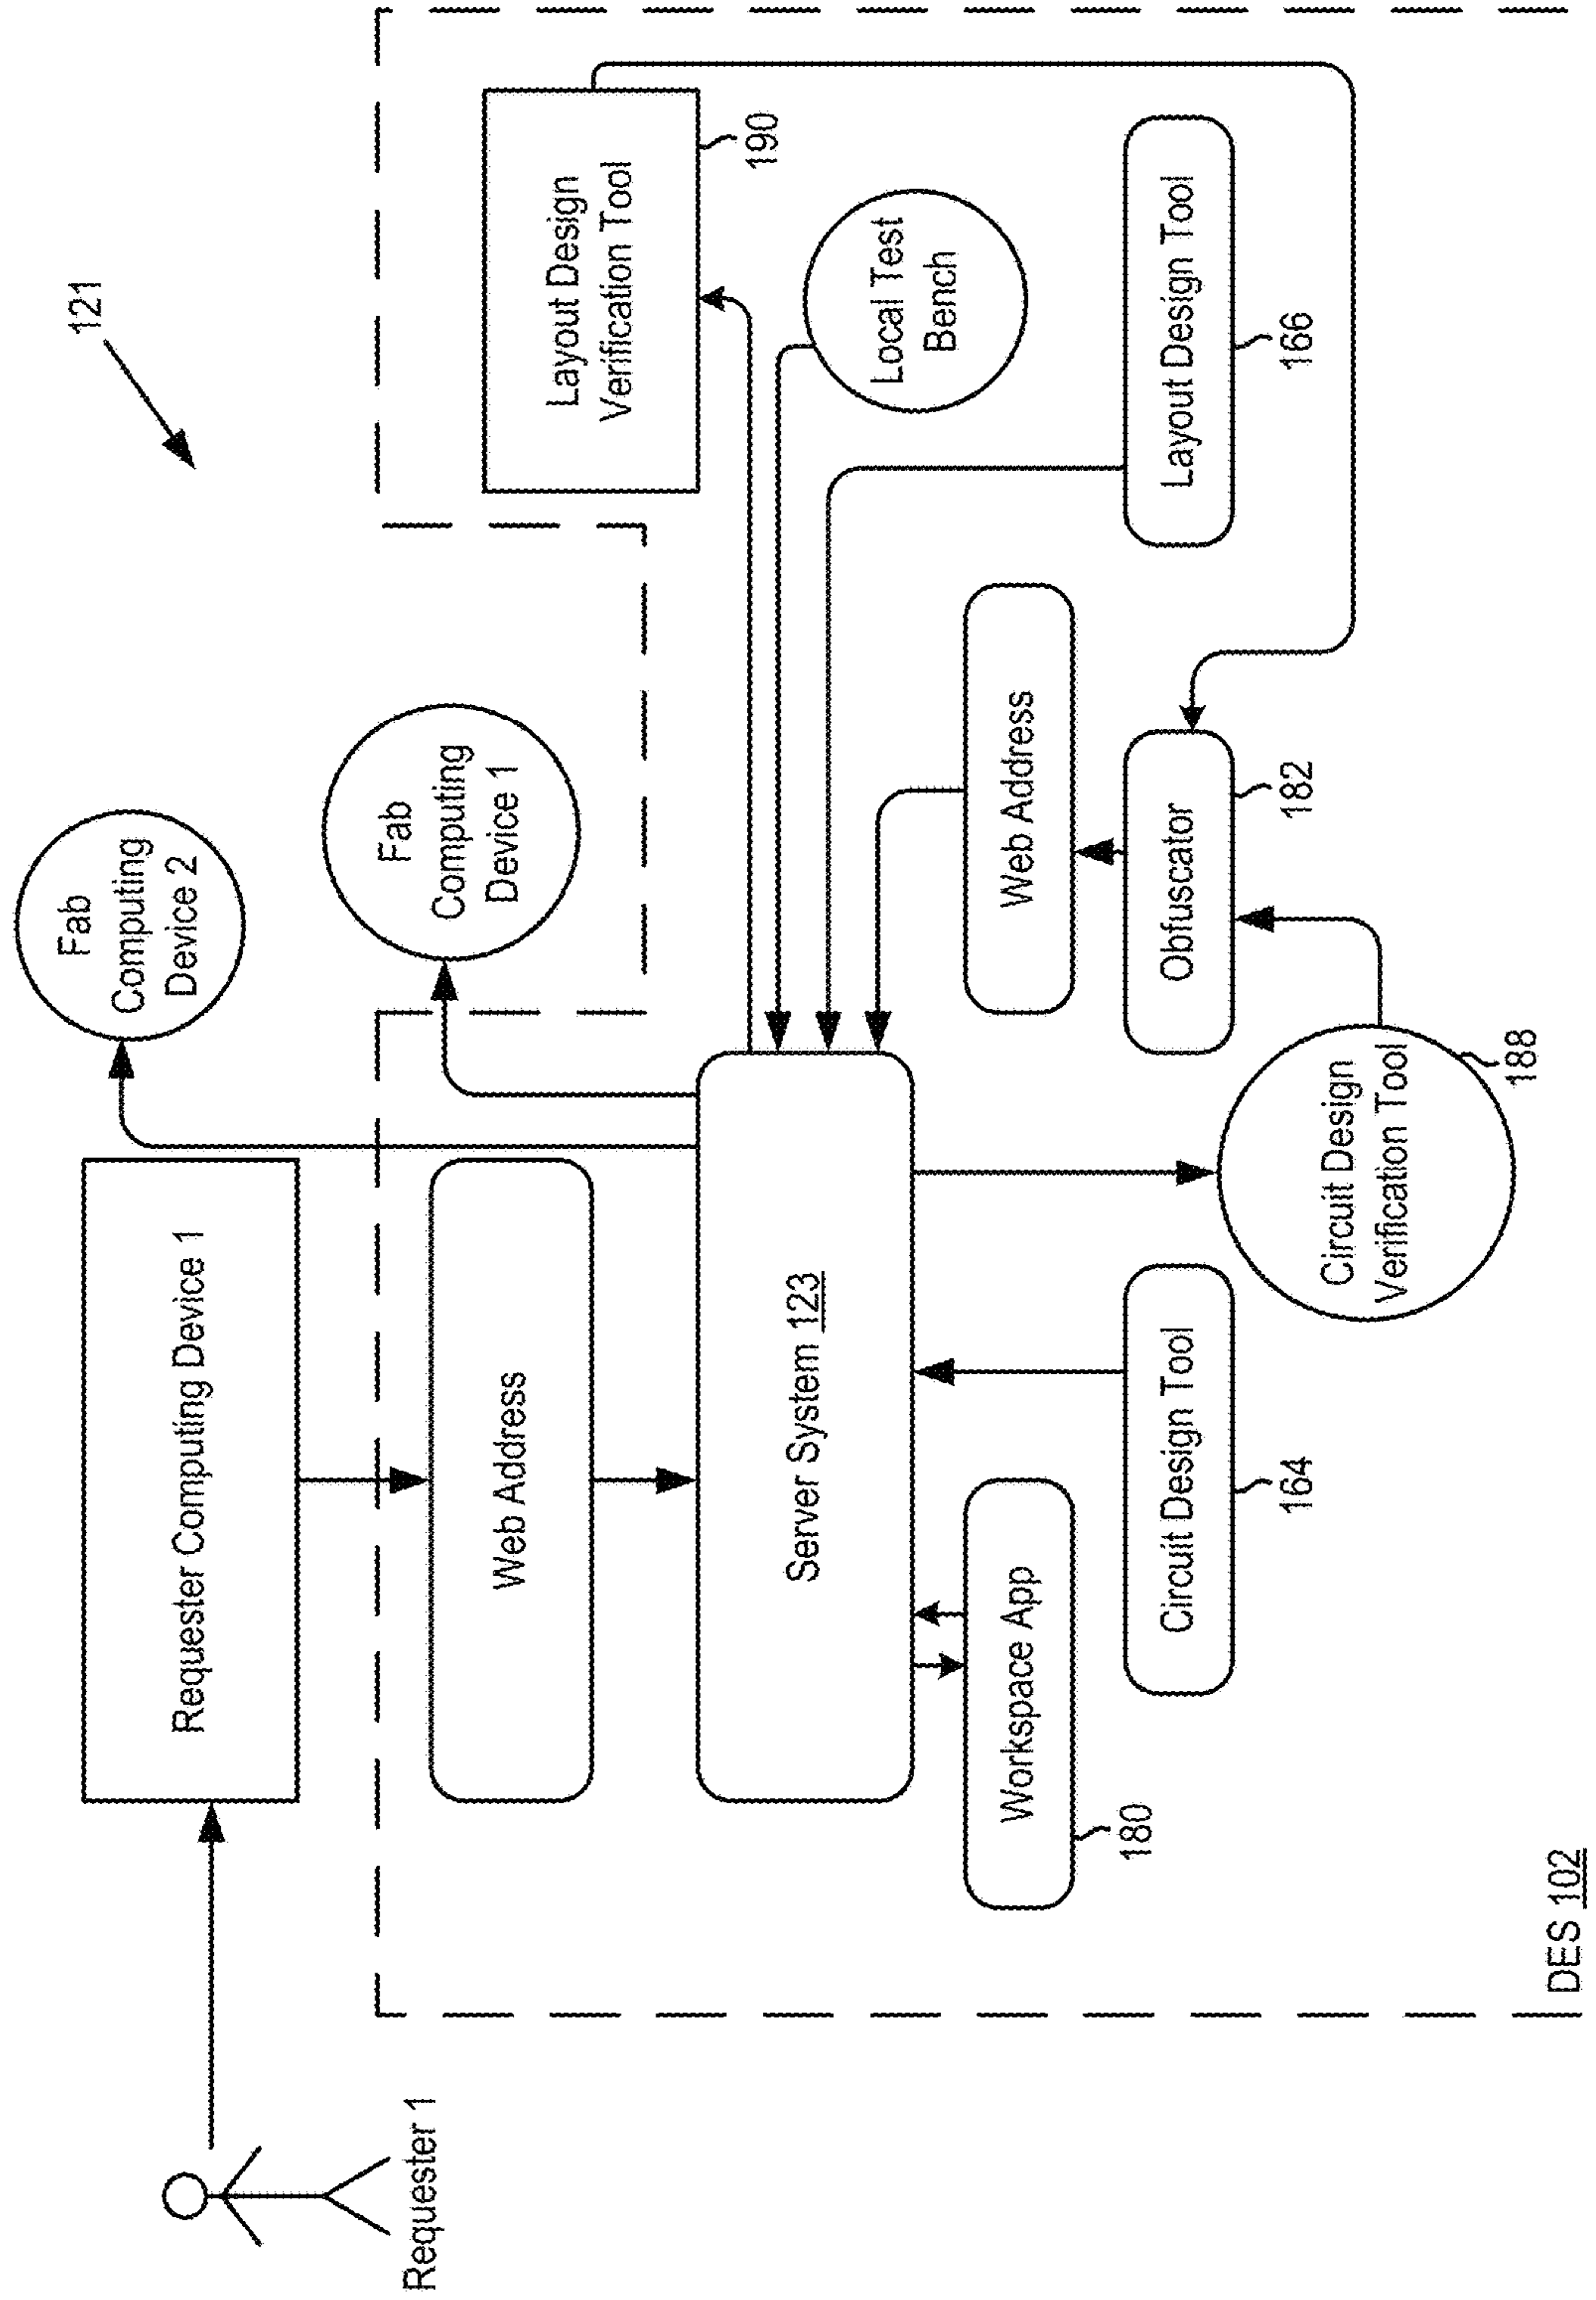 121
Requester 1
Requester Computing Device 1
Fab
Computing
Device 2
Fab
Computing
Device 1
Web Address
Server System 123
Layout Design
Verification Tool
190
Local Test
Bench
Workspace App
180
Web Address
Circuit Design Tool
164
Obfuscator
182
Layout Design Tool
166
Circuit Design
Verification Tool
188
DES 102